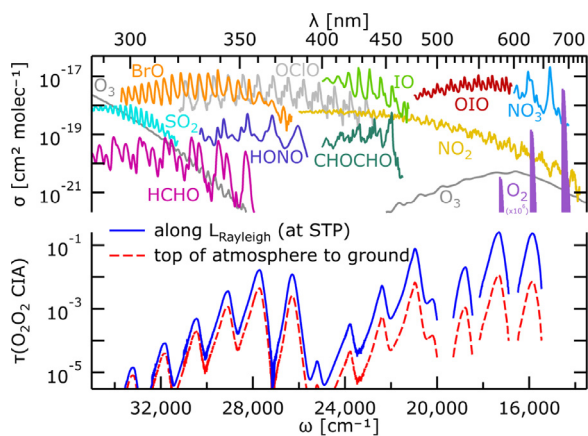 λ [nm]
300 350 400 450 500 600 700
σ [cm² molec⁻¹]
10⁻¹⁷
10⁻¹⁹
10⁻²¹
O₃
BrO
OClO
IO
OIO
NO₃
SO₂
HONO
CHOCHO
NO₂
HCHO
O₃
O₂
(x10⁶)
τ(O₂O₂ CIA)
10⁻¹
10⁻³
10⁻⁵
along L_Rayleigh (at STP)
top of atmosphere to ground
32,000 28,000 24,000 20,000 16,000
ω [cm⁻¹]